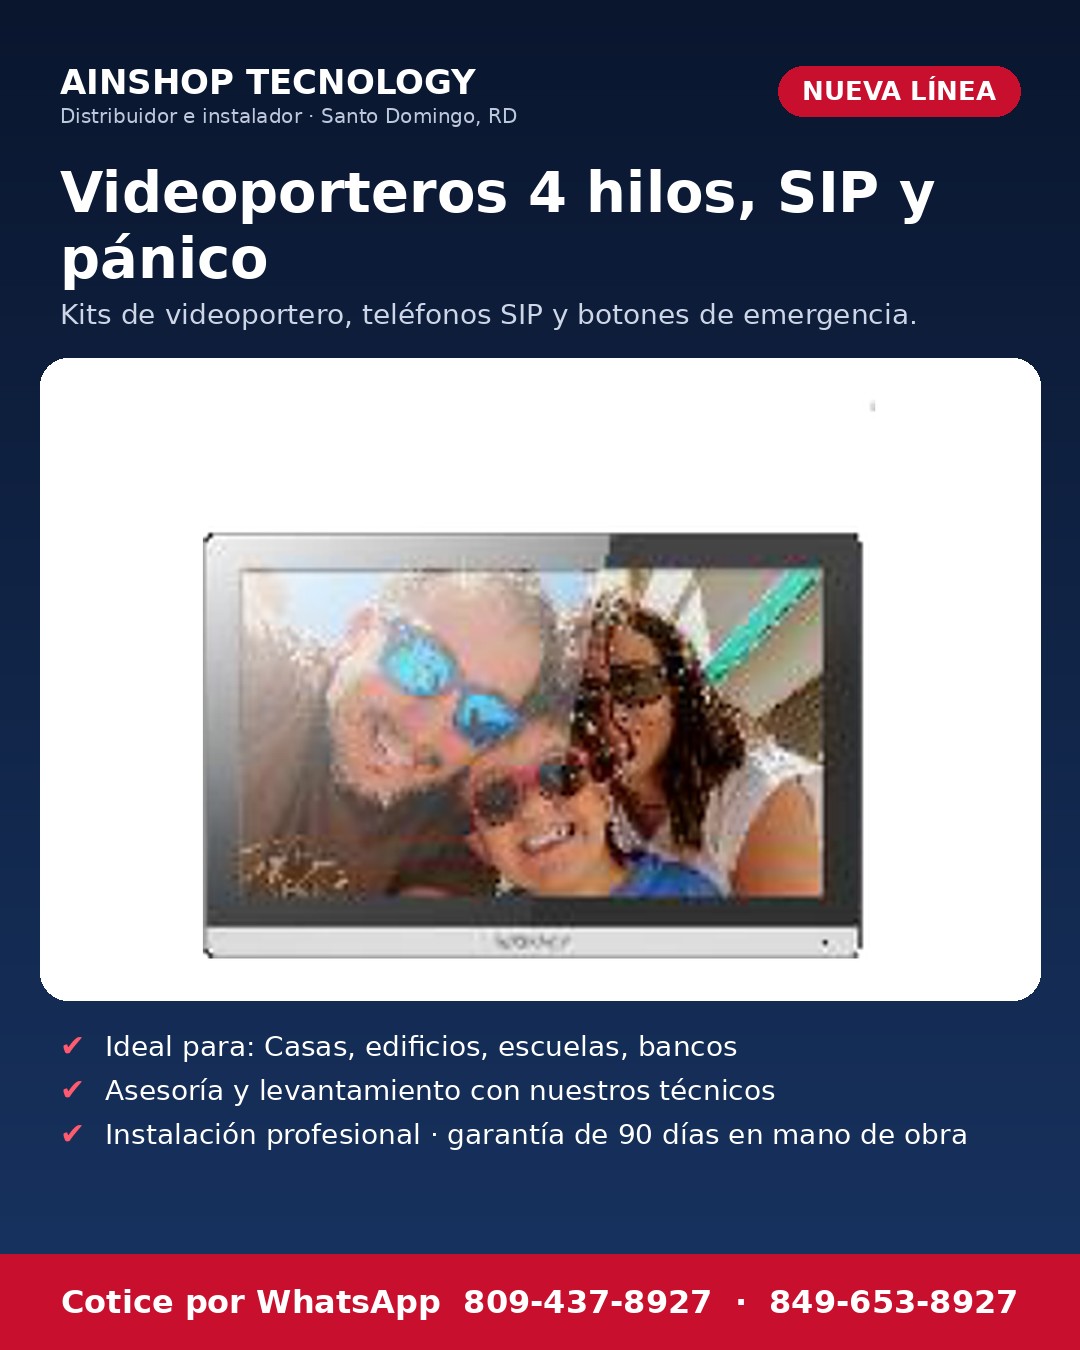 AINSHOP TECNOLOGY
Distribuidor e instalador · Santo Domingo, RD
NUEVA LÍNEA
Videoporteros 4 hilos, SIP y
pánico
Kits de videoportero, teléfonos SIP y botones de emergencia.
✔ Ideal para: Casas, edificios, escuelas, bancos
✔ Asesoría y levantamiento con nuestros técnicos
✔ Instalación profesional · garantía de 90 días en mano de obra
Cotice por WhatsApp 809-437-8927 · 849-653-8927